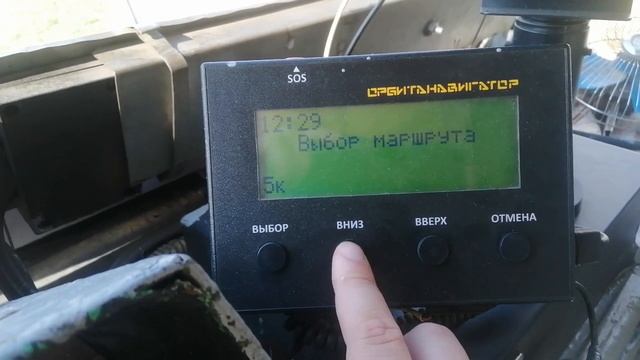 SOS
ОРБИТАНАВИГАТОР
12:29
Выбор маршрута
5к
ВЫБОР ВНИЗ ВВЕРХ ОТМЕНА